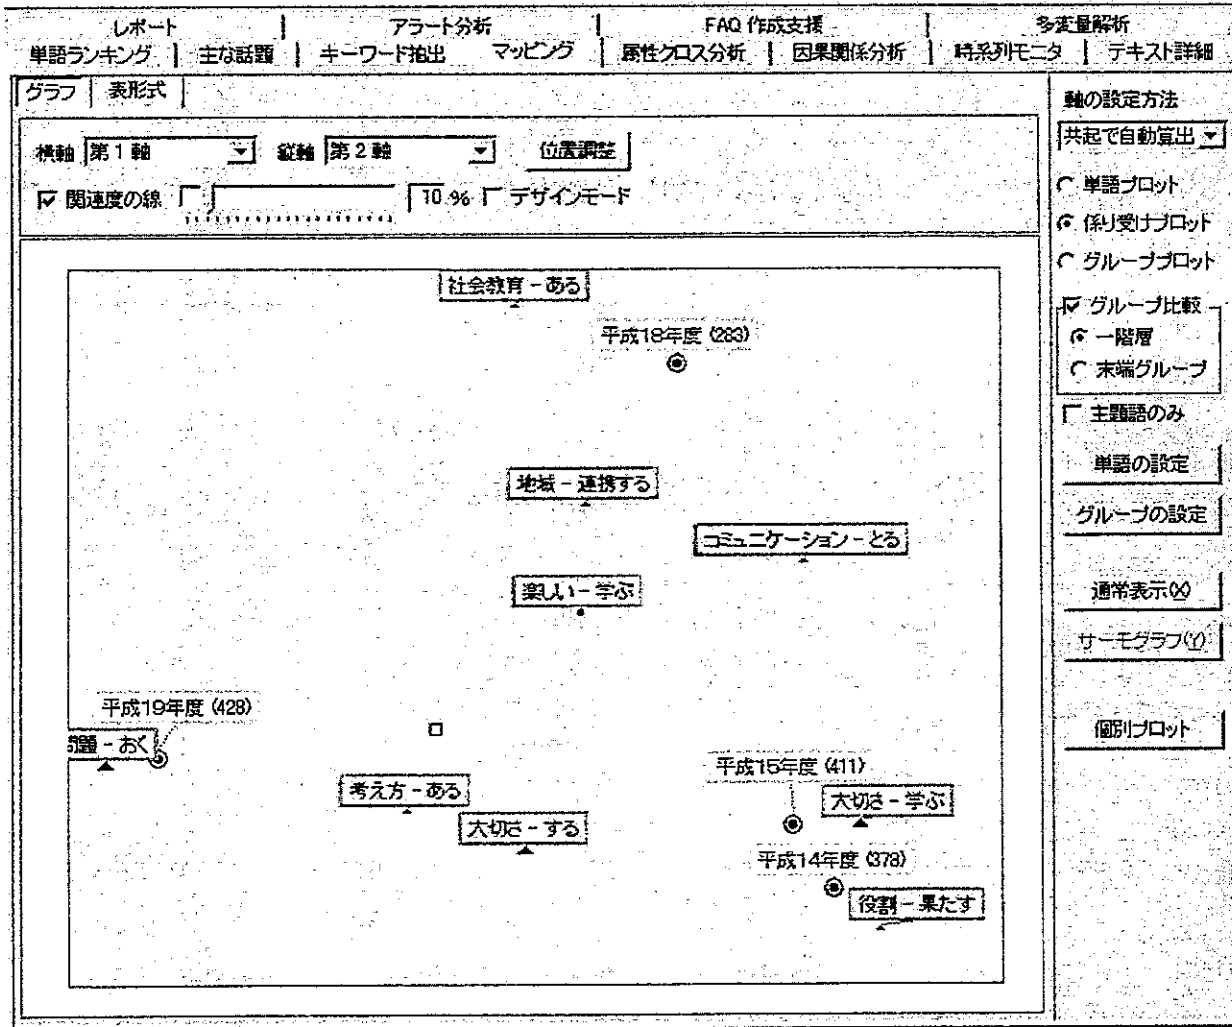 レポート アラート分析 FAQ 作成支援 多変量解析
単語ランキング 主な話題 キーワード抽出 マッピング 属性クロス分析 因果関係分析 時系列モニタ テキスト詳細
グラフ 表形式
横軸 第1軸 縦軸 第2軸 位置調整
関連度の線 10 % デザインモード
社会教育－ある
平成18年度 (283)
地域－連携する
コミュニケーション－とる
楽しい－学ぶ
平成19年度 (428)
題－おく
平成15年度 (411)
考え方－ある
大切さ－学ぶ
大切さ－する
平成14年度 (378)
役割－果たす
軸の設定方法
共起で自動算出
単語プロット
係り受けプロット
グループプロット
グループ比較
一階層
末端グループ
主題語のみ
単語の設定
グループの設定
通常表示(X)
サーモグラフ(Y)
個別プロット